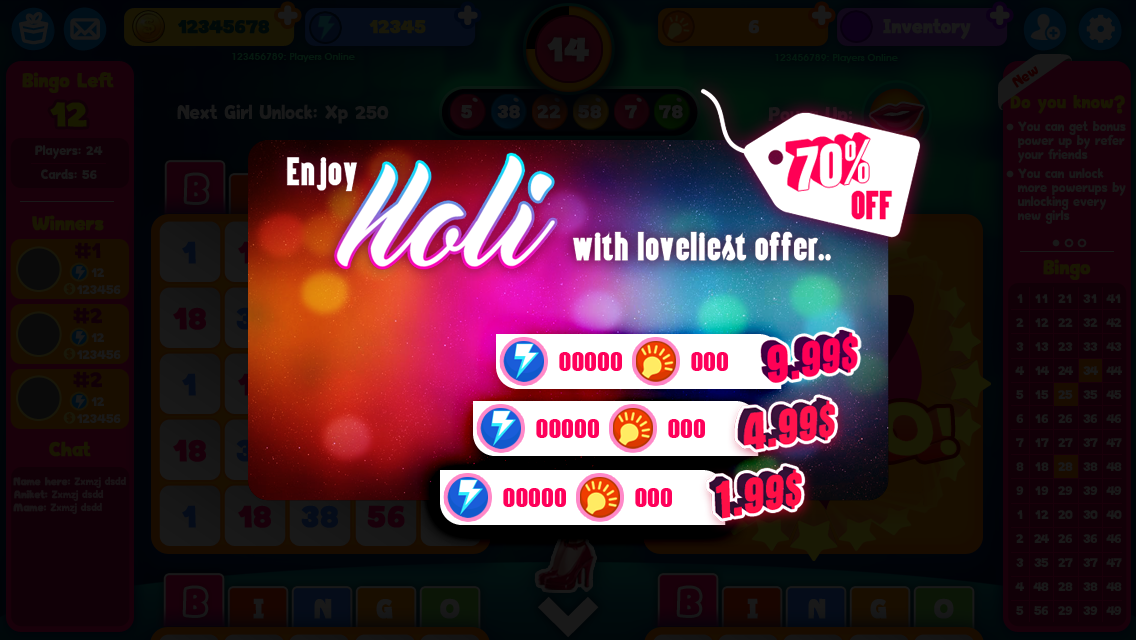 12345678
12345
14
6
Inventory
123456789: Players Online
123456789: Players Online
Bingo Left
12
Players: 24
Cards: 56
Next Girl Unlock: Xp 250
5 38 22 58 7 78
New
Do you know?
You can get bonus
power up by refer
your friends
You can unlock
more powerups by
unlocking every
new girls
70%
OFF
Enjoy
Holi
with loveliest offer..
00000 000 9.99$
00000 000 4.99$
00000 000 1.99$
Winners
#1
12
123456
#2
12
123456
#2
12
123456
Chat
Name here: Zxmzj dsdd
Aniket: Zxmzj dsdd
Mame: Zxmzj dsdd
B
1
18
1
18
1 18 38 56
Bingo
1 11 21 31 41
2 12 22 32 42
3 13 23 33 43
4 14 24 34 44
5 15 25 35 45
6 16 26 36 46
7 17 27 37 47
8 18 28 38 48
9 19 29 39 49
1 12 20 30 40
2 24 26 36 46
3 35 27 37 47
4 48 28 38 48
5 56 29 39 49
B I N G O
B I N G O